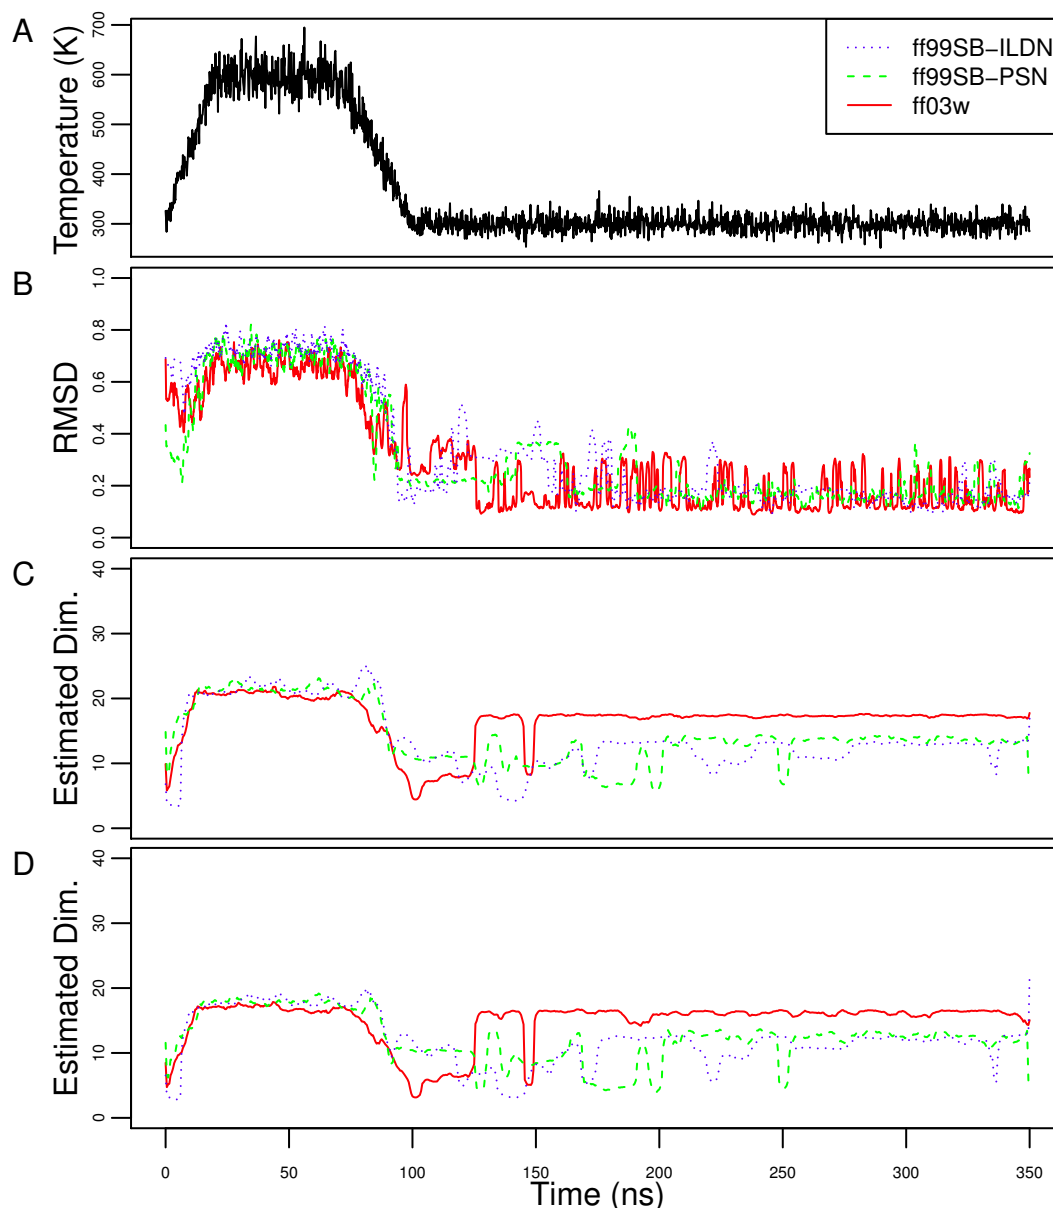 A
Temperature (K)
700
600
500
400
300
ff99SB−ILDN
ff99SB−PSN
ff03w
B
RMSD
1.0
0.8
0.6
0.4
0.2
0.0
C
Estimated Dim.
40
30
20
10
0
D
Estimated Dim.
40
30
20
10
0
0 50 100 150 200 250 300 350
Time (ns)